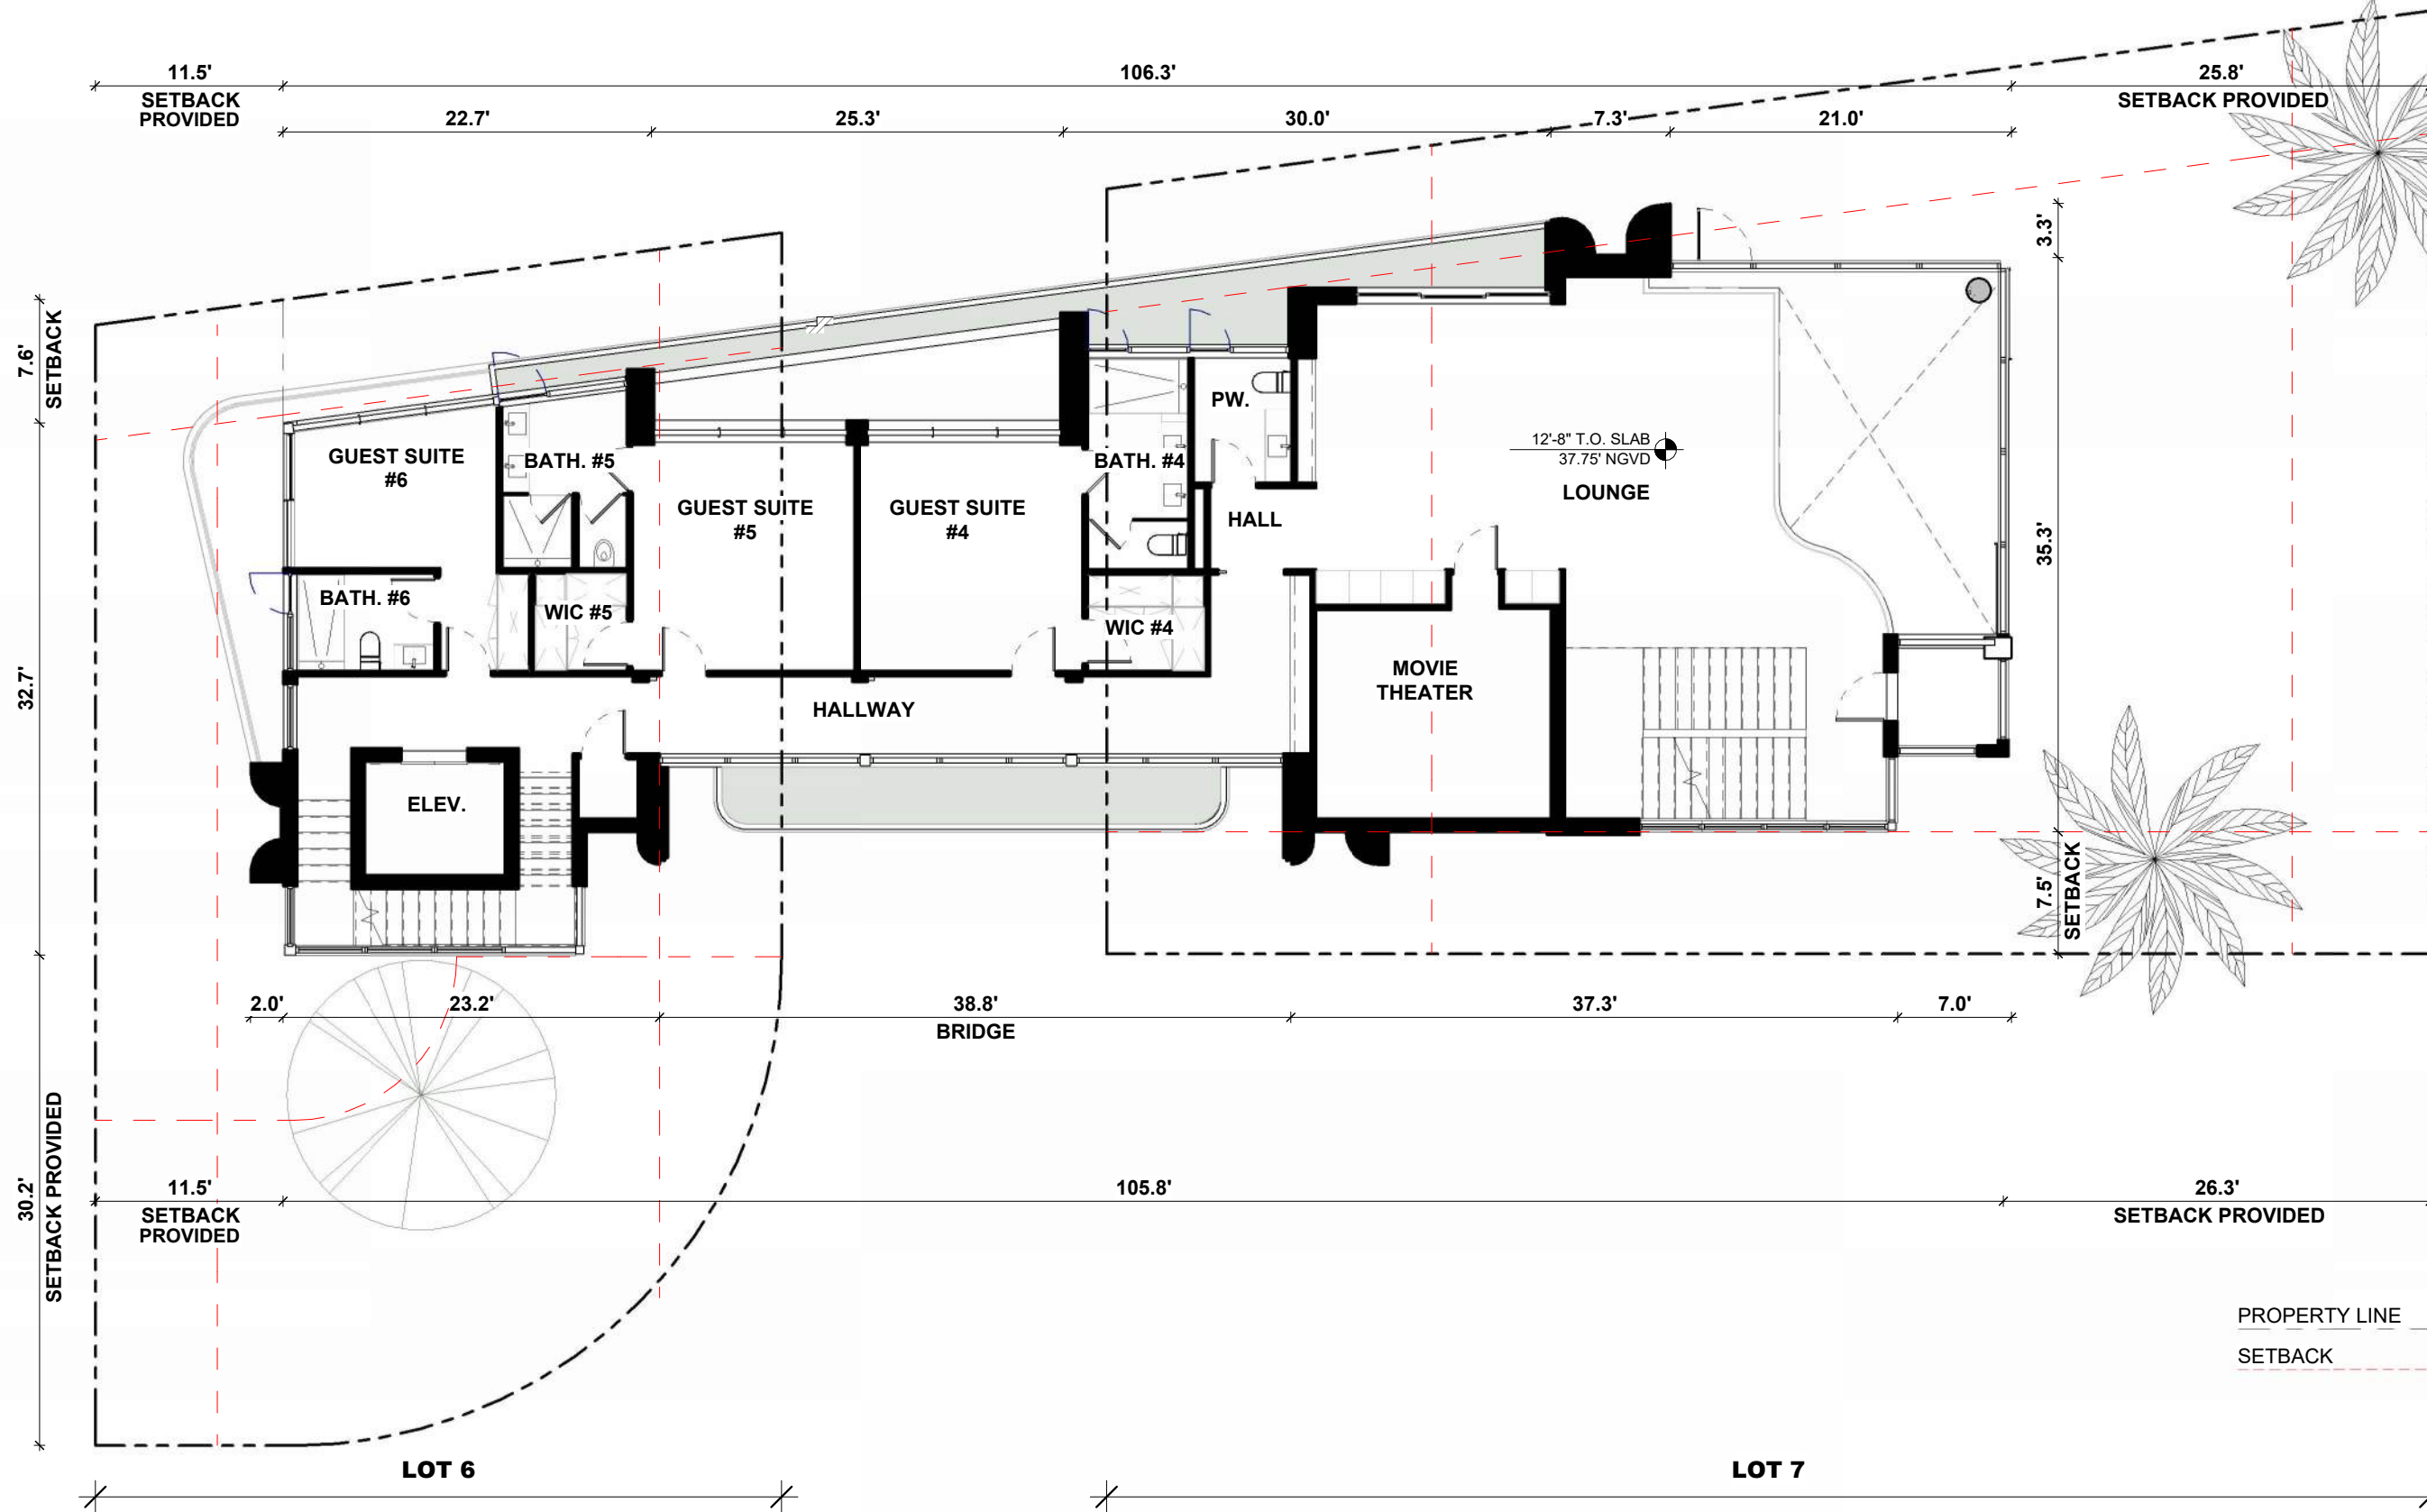 11.5'
SETBACK
PROVIDED
106.3'
25.8'
SETBACK PROVIDED
22.7'
25.3'
30.0'
7.3'
21.0'
3.3'
7.6'
SETBACK
35.3'
32.7'
GUEST SUITE
#6
BATH. #5
GUEST SUITE
#5
GUEST SUITE
#4
BATH. #4
PW.
HALL
12'-8" T.O. SLAB
37.75' NGVD
LOUNGE
BATH. #6
WIC #5
WIC #4
MOVIE
THEATER
HALLWAY
ELEV.
7.5'
SETBACK
2.0'
23.2'
38.8'
BRIDGE
37.3'
7.0'
30.2'
SETBACK PROVIDED
11.5'
SETBACK
PROVIDED
105.8'
26.3'
SETBACK PROVIDED
PROPERTY LINE
SETBACK
LOT 6
LOT 7